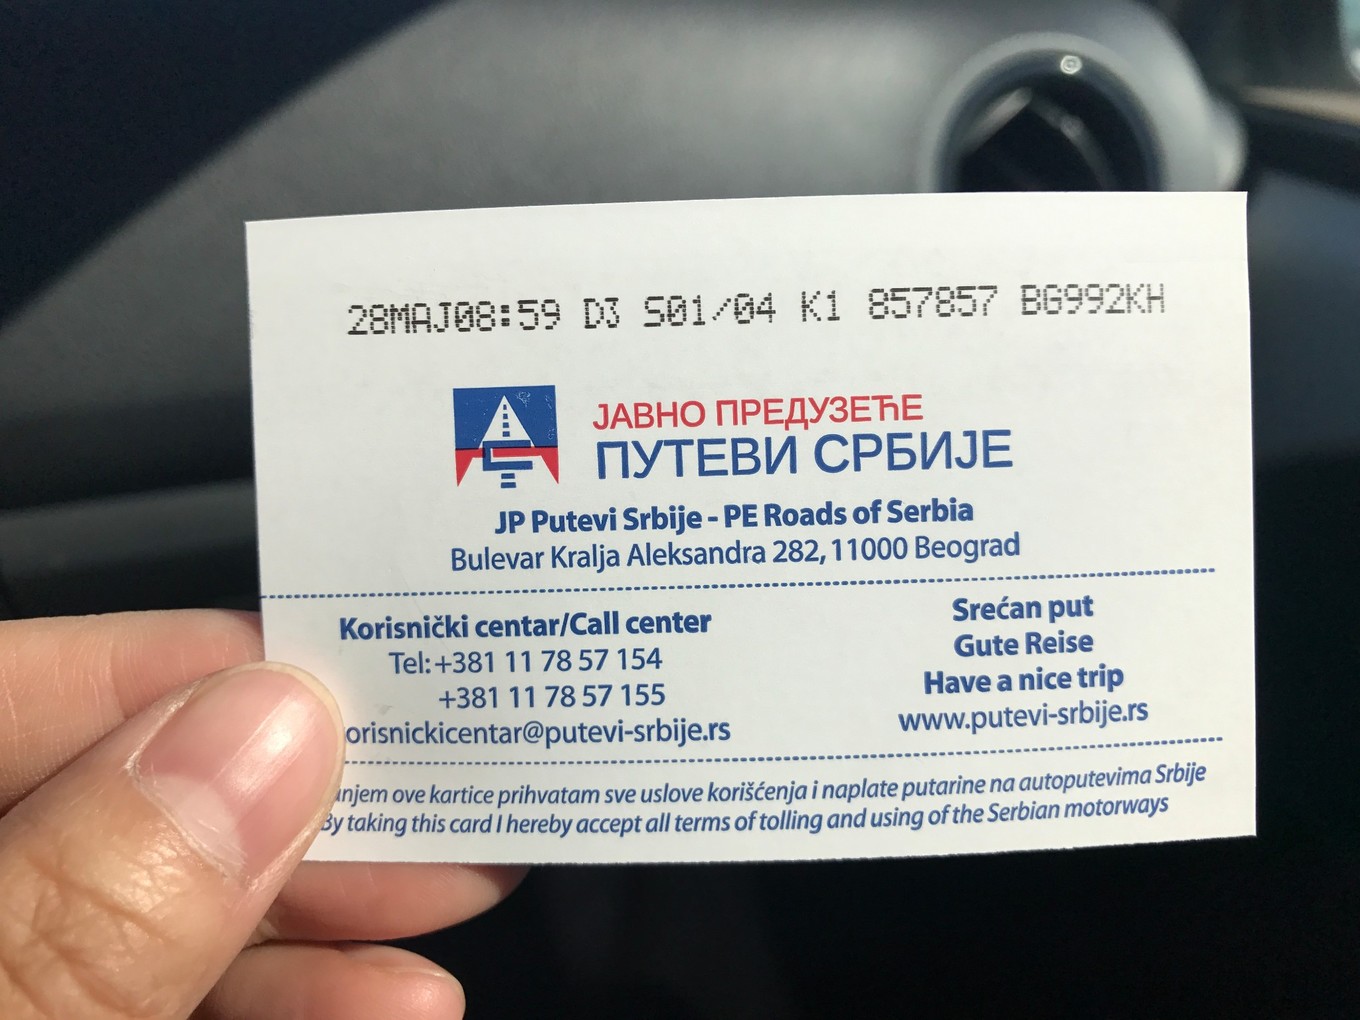 28MAJ08:59 D3 S01/04 K1 857857 BG992KH
ЈАВНО ПРЕДУЗЕЋЕ
ПУТЕВИ СРБИЈЕ
JP Putevi Srbije - PE Roads of Serbia
Bulevar Kralja Aleksandra 282, 11000 Beograd
Korisnički centar/Call center
Tel:+381 11 78 57 154
+381 11 78 57 155
orisnickicentar@putevi-srbije.rs
Srećan put
Gute Reise
Have a nice trip
www.putevi-srbije.rs
anjem ove kartice prihvatam sve uslove korišćenja i naplate putarine na autoputevima Srbije
By taking this card I hereby accept all terms of tolling and using of the Serbian motorways